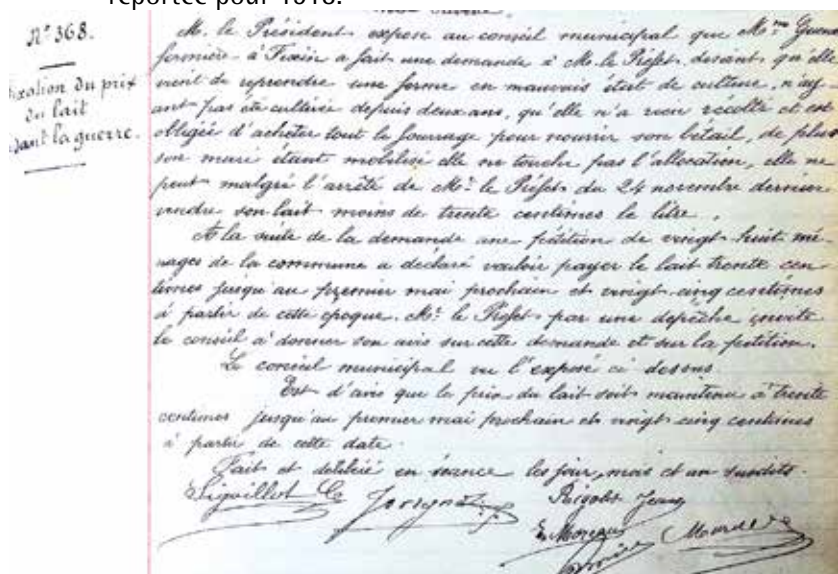 reportée pour 1916.
N° 368.
ixation du prix
du lait
dant la guerre.
M. le Président expose au conseil municipal que Mme
fermière à Fixin a fait une demande à M. le Préfet disant qu'elle
vient de reprendre une ferme en mauvais état de culture, n'ay
ant pas été cultivée depuis deux ans, qu'elle n'a rien récolté et est
obligée d'acheter tout le fourrage pour nourrir son bétail, de plus
son mari étant mobilisé elle ne touche pas l'allocation, elle ne
peut malgré l'arrêté de Mr le Préfet du 24 novembre dernier
vendre son lait moins de trente centimes le litre.
A la suite de la demande une pétition de vingt huit mé-
nages de la commune a déclaré vouloir payer le lait trente cen-
times jusqu'au premier mai prochain et vingt cinq centimes
à partir de cette époque. Mr le Préfet par une dépêche invite
le conseil à donner son avis sur cette demande et sur la pétition.
Le conseil municipal vu l'exposé ci dessus
Est d'avis que le prix du lait soit maintenu à trente
centimes jusqu'au premier mai prochain et vingt cinq centimes
à partir de cette date.
Fait et délibéré en séance les jour, mois et an susdits.